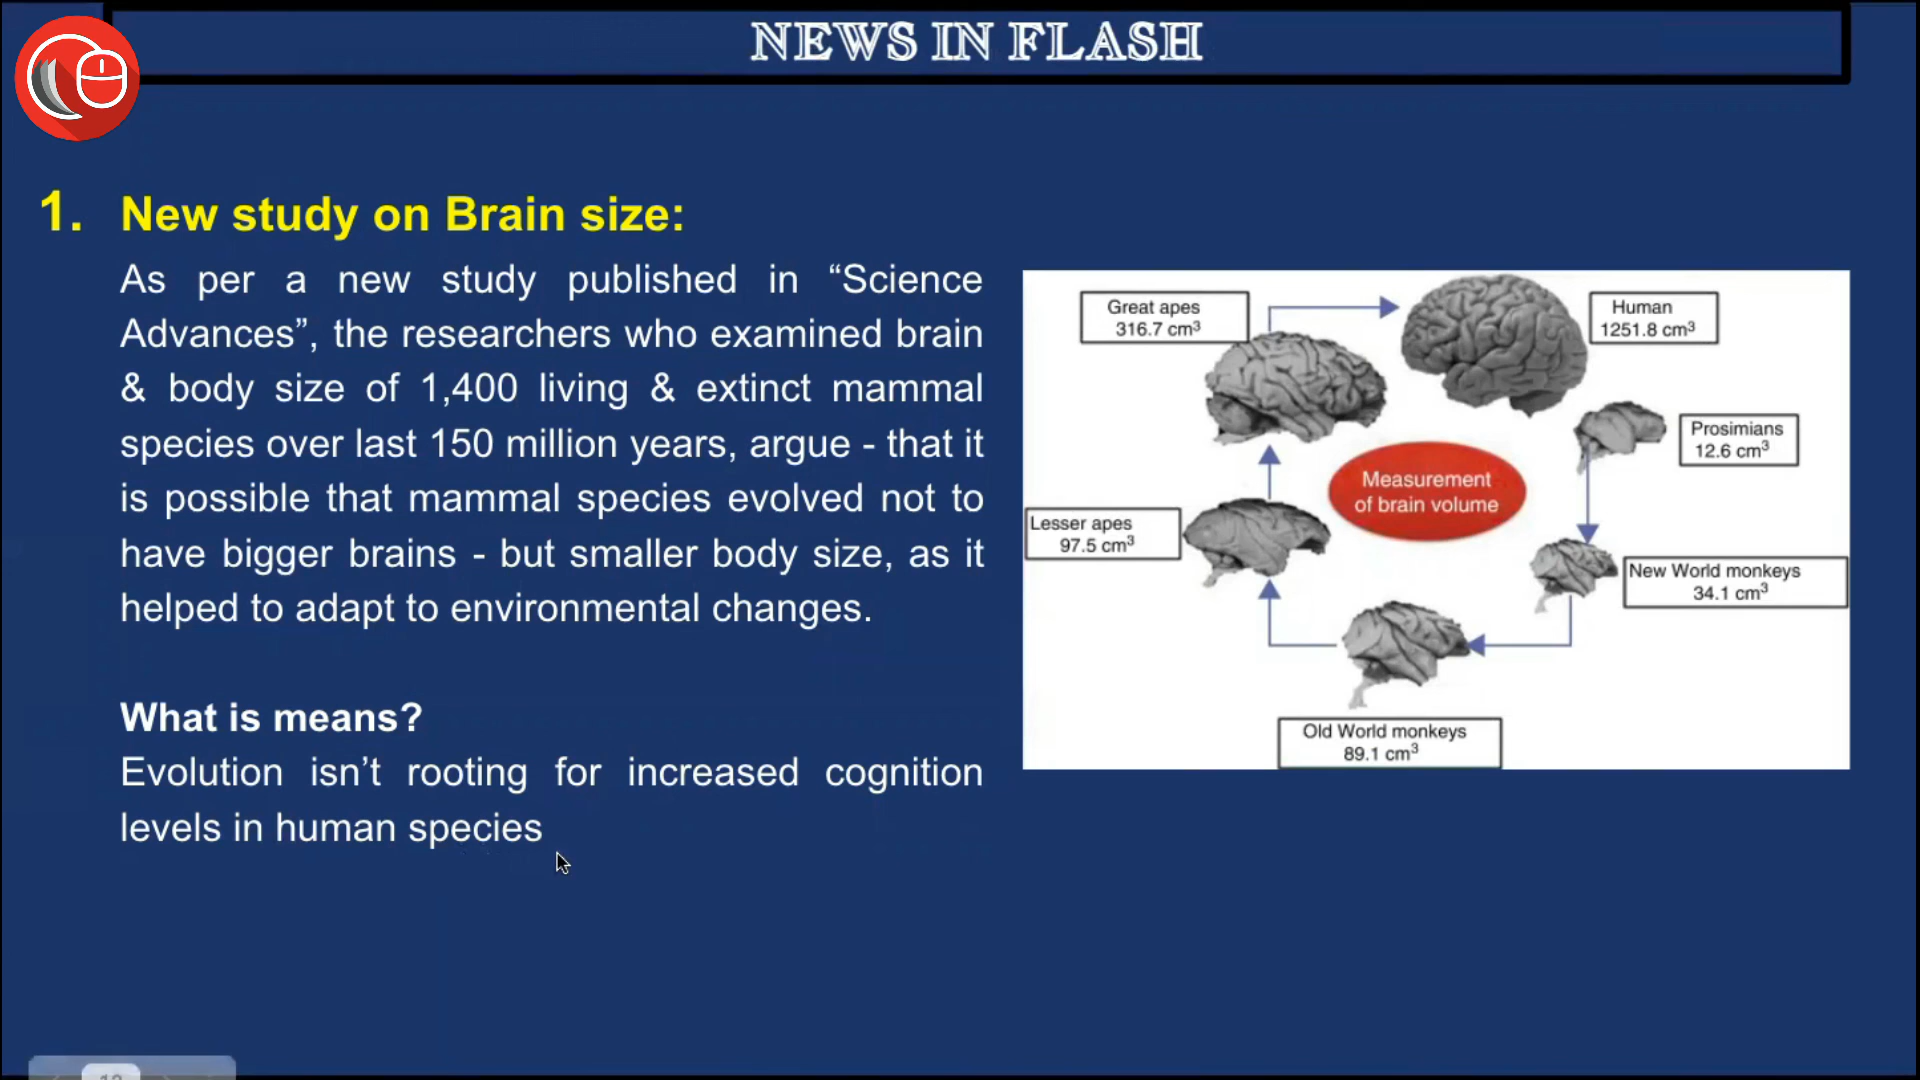 NEWS IN FLASH
1. New study on Brain size:
As per a new study published in “Science
Advances”, the researchers who examined brain
& body size of 1,400 living & extinct mammal
species over last 150 million years, argue - that it
is possible that mammal species evolved not to
have bigger brains - but smaller body size, as it
helped to adapt to environmental changes.
What is means?
Evolution isn’t rooting for increased cognition
levels in human species
Great apes
316.7 cm³
Human
1251.8 cm³
Prosimians
12.6 cm³
Measurement
of brain volume
Lesser apes
97.5 cm³
New World monkeys
34.1 cm³
Old World monkeys
89.1 cm³